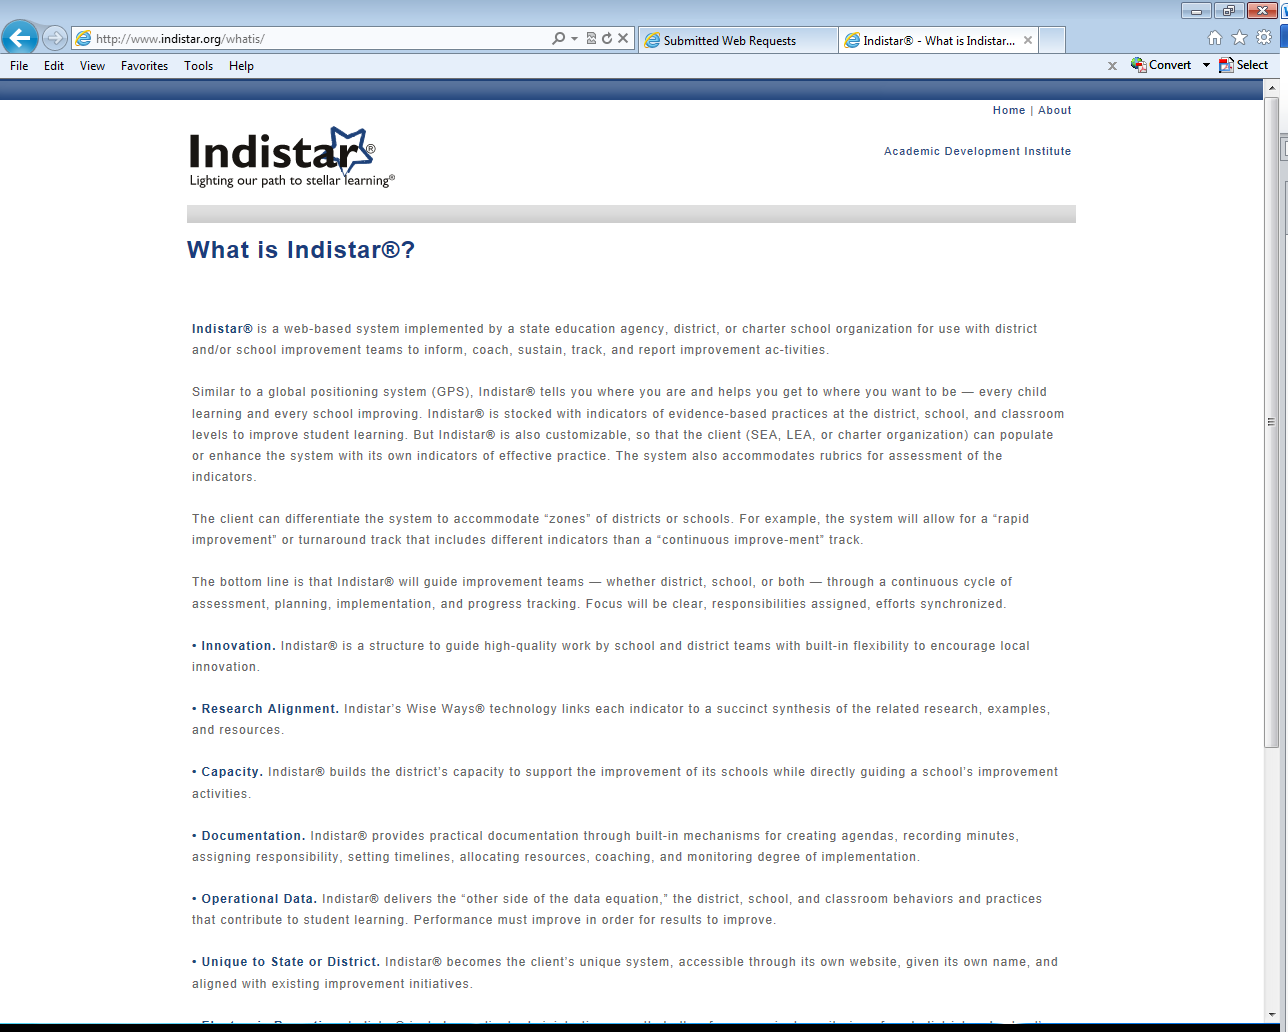 http://www.indistar.org/whatis/
Submitted Web Requests
Indistar® - What is Indistar...
File Edit View Favorites Tools Help
Convert Select
Home | About
Indistar®
Lighting our path to stellar learning®
Academic Development Institute
What is Indistar®?
Indistar® is a web-based system implemented by a state education agency, district, or charter school organization for use with district
and/or school improvement teams to inform, coach, sustain, track, and report improvement ac-tivities.
Similar to a global positioning system (GPS), Indistar® tells you where you are and helps you get to where you want to be — every child
learning and every school improving. Indistar® is stocked with indicators of evidence-based practices at the district, school, and classroom
levels to improve student learning. But Indistar® is also customizable, so that the client (SEA, LEA, or charter organization) can populate
or enhance the system with its own indicators of effective practice. The system also accommodates rubrics for assessment of the
indicators.
The client can differentiate the system to accommodate “zones” of districts or schools. For example, the system will allow for a “rapid
improvement” or turnaround track that includes different indicators than a “continuous improve-ment” track.
The bottom line is that Indistar® will guide improvement teams — whether district, school, or both — through a continuous cycle of
assessment, planning, implementation, and progress tracking. Focus will be clear, responsibilities assigned, efforts synchronized.
• Innovation. Indistar® is a structure to guide high-quality work by school and district teams with built-in flexibility to encourage local
innovation.
• Research Alignment. Indistar’s Wise Ways® technology links each indicator to a succinct synthesis of the related research, examples,
and resources.
• Capacity. Indistar® builds the district’s capacity to support the improvement of its schools while directly guiding a school’s improvement
activities.
• Documentation. Indistar® provides practical documentation through built-in mechanisms for creating agendas, recording minutes,
assigning responsibility, setting timelines, allocating resources, coaching, and monitoring degree of implementation.
• Operational Data. Indistar® delivers the “other side of the data equation,” the district, school, and classroom behaviors and practices
that contribute to student learning. Performance must improve in order for results to improve.
• Unique to State or District. Indistar® becomes the client’s unique system, accessible through its own website, given its own name, and
aligned with existing improvement initiatives.